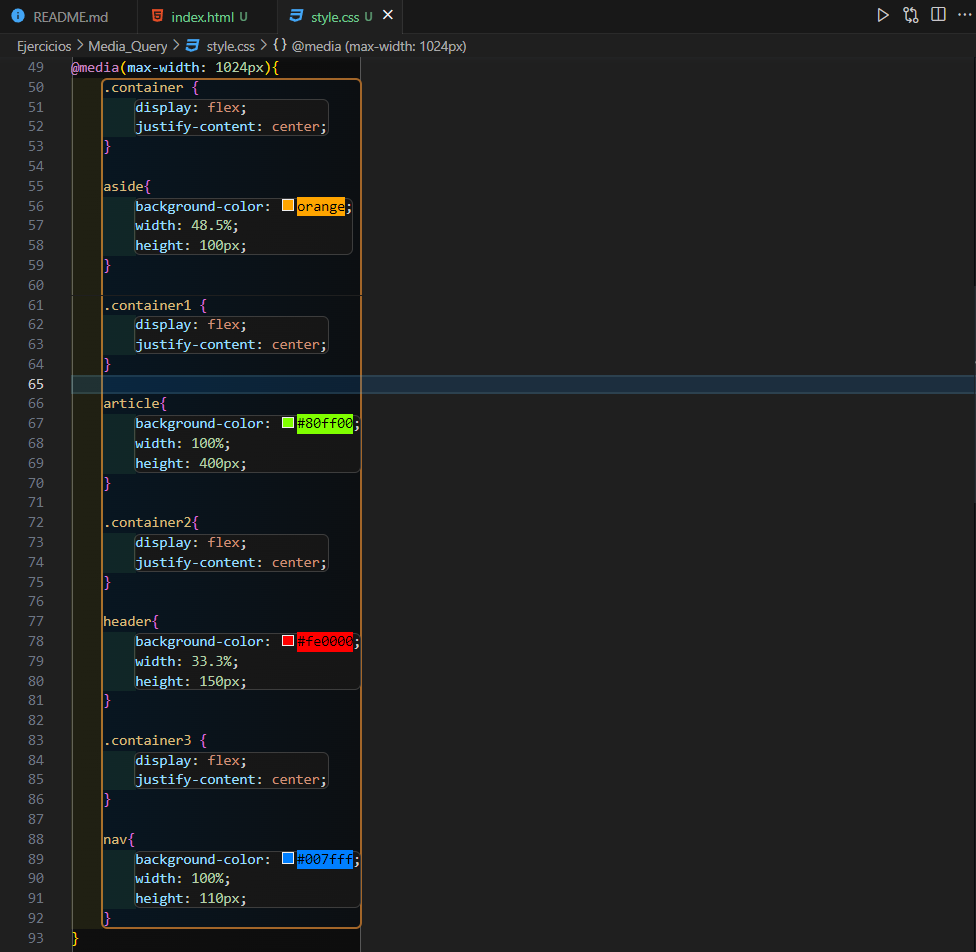 README.md index.html U style.css U
Ejercicios > Media_Query > style.css > {} @media (max-width: 1024px)
49 @media(max-width: 1024px){
50 .container {
51 display: flex;
52 justify-content: center;
53 }
54
55 aside{
56 background-color: orange;
57 width: 48.5%;
58 height: 100px;
59 }
60
61 .container1 {
62 display: flex;
63 justify-content: center;
64 }
65
66 article{
67 background-color: #80ff00;
68 width: 100%;
69 height: 400px;
70 }
71
72 .container2{
73 display: flex;
74 justify-content: center;
75 }
76
77 header{
78 background-color: #fe0000;
79 width: 33.3%;
80 height: 150px;
81 }
82
83 .container3 {
84 display: flex;
85 justify-content: center;
86 }
87
88 nav{
89 background-color: #007fff;
90 width: 100%;
91 height: 110px;
92 }
93 }